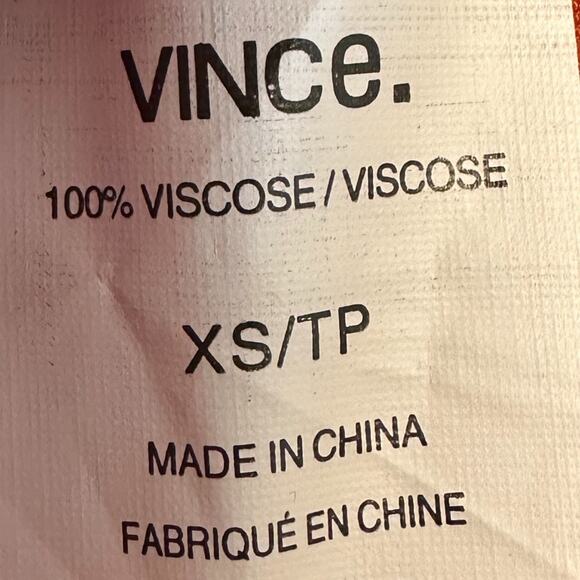 VINCe.
100% VISCOSE / VISCOSE
XS/TP
MADE IN CHINA
FABRIQUÉ EN CHINE